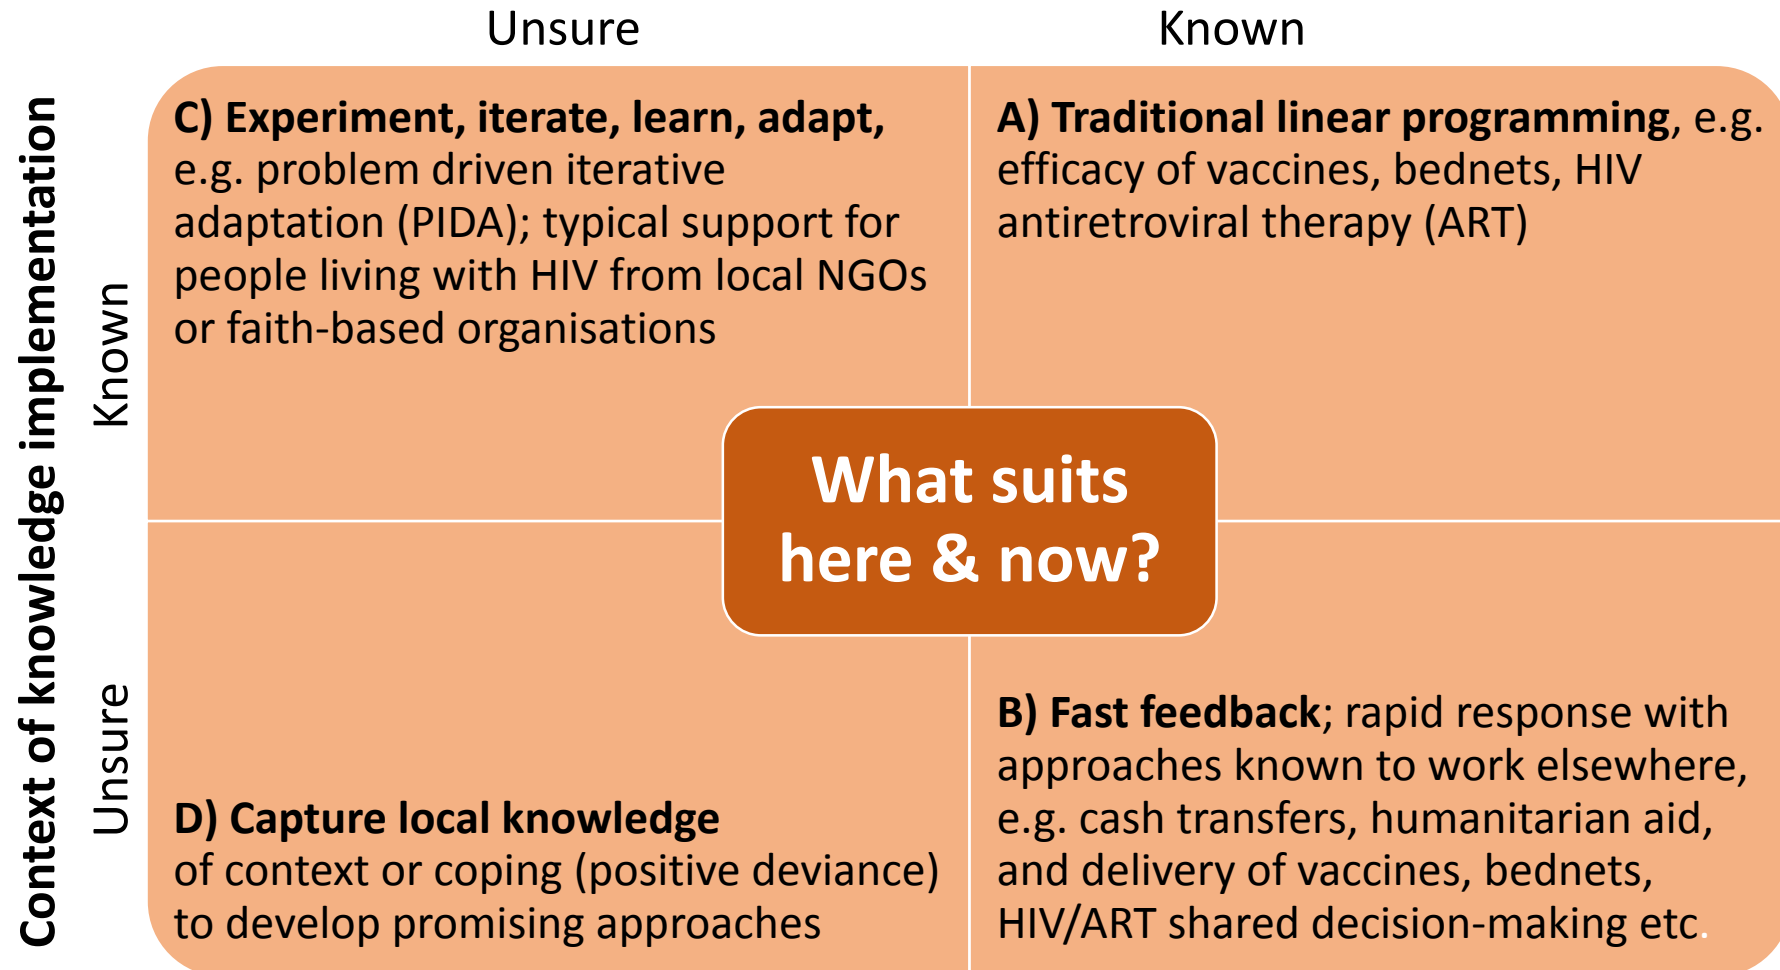 Unsure
Known
Context of knowledge implementation
Known
Unsure
C) Experiment, iterate, learn, adapt,
e.g. problem driven iterative
adaptation (PIDA); typical support for
people living with HIV from local NGOs
or faith-based organisations
A) Traditional linear programming, e.g.
efficacy of vaccines, bednets, HIV
antiretroviral therapy (ART)
What suits
here & now?
D) Capture local knowledge
of context or coping (positive deviance)
to develop promising approaches
B) Fast feedback; rapid response with
approaches known to work elsewhere,
e.g. cash transfers, humanitarian aid,
and delivery of vaccines, bednets,
HIV/ART shared decision-making etc.